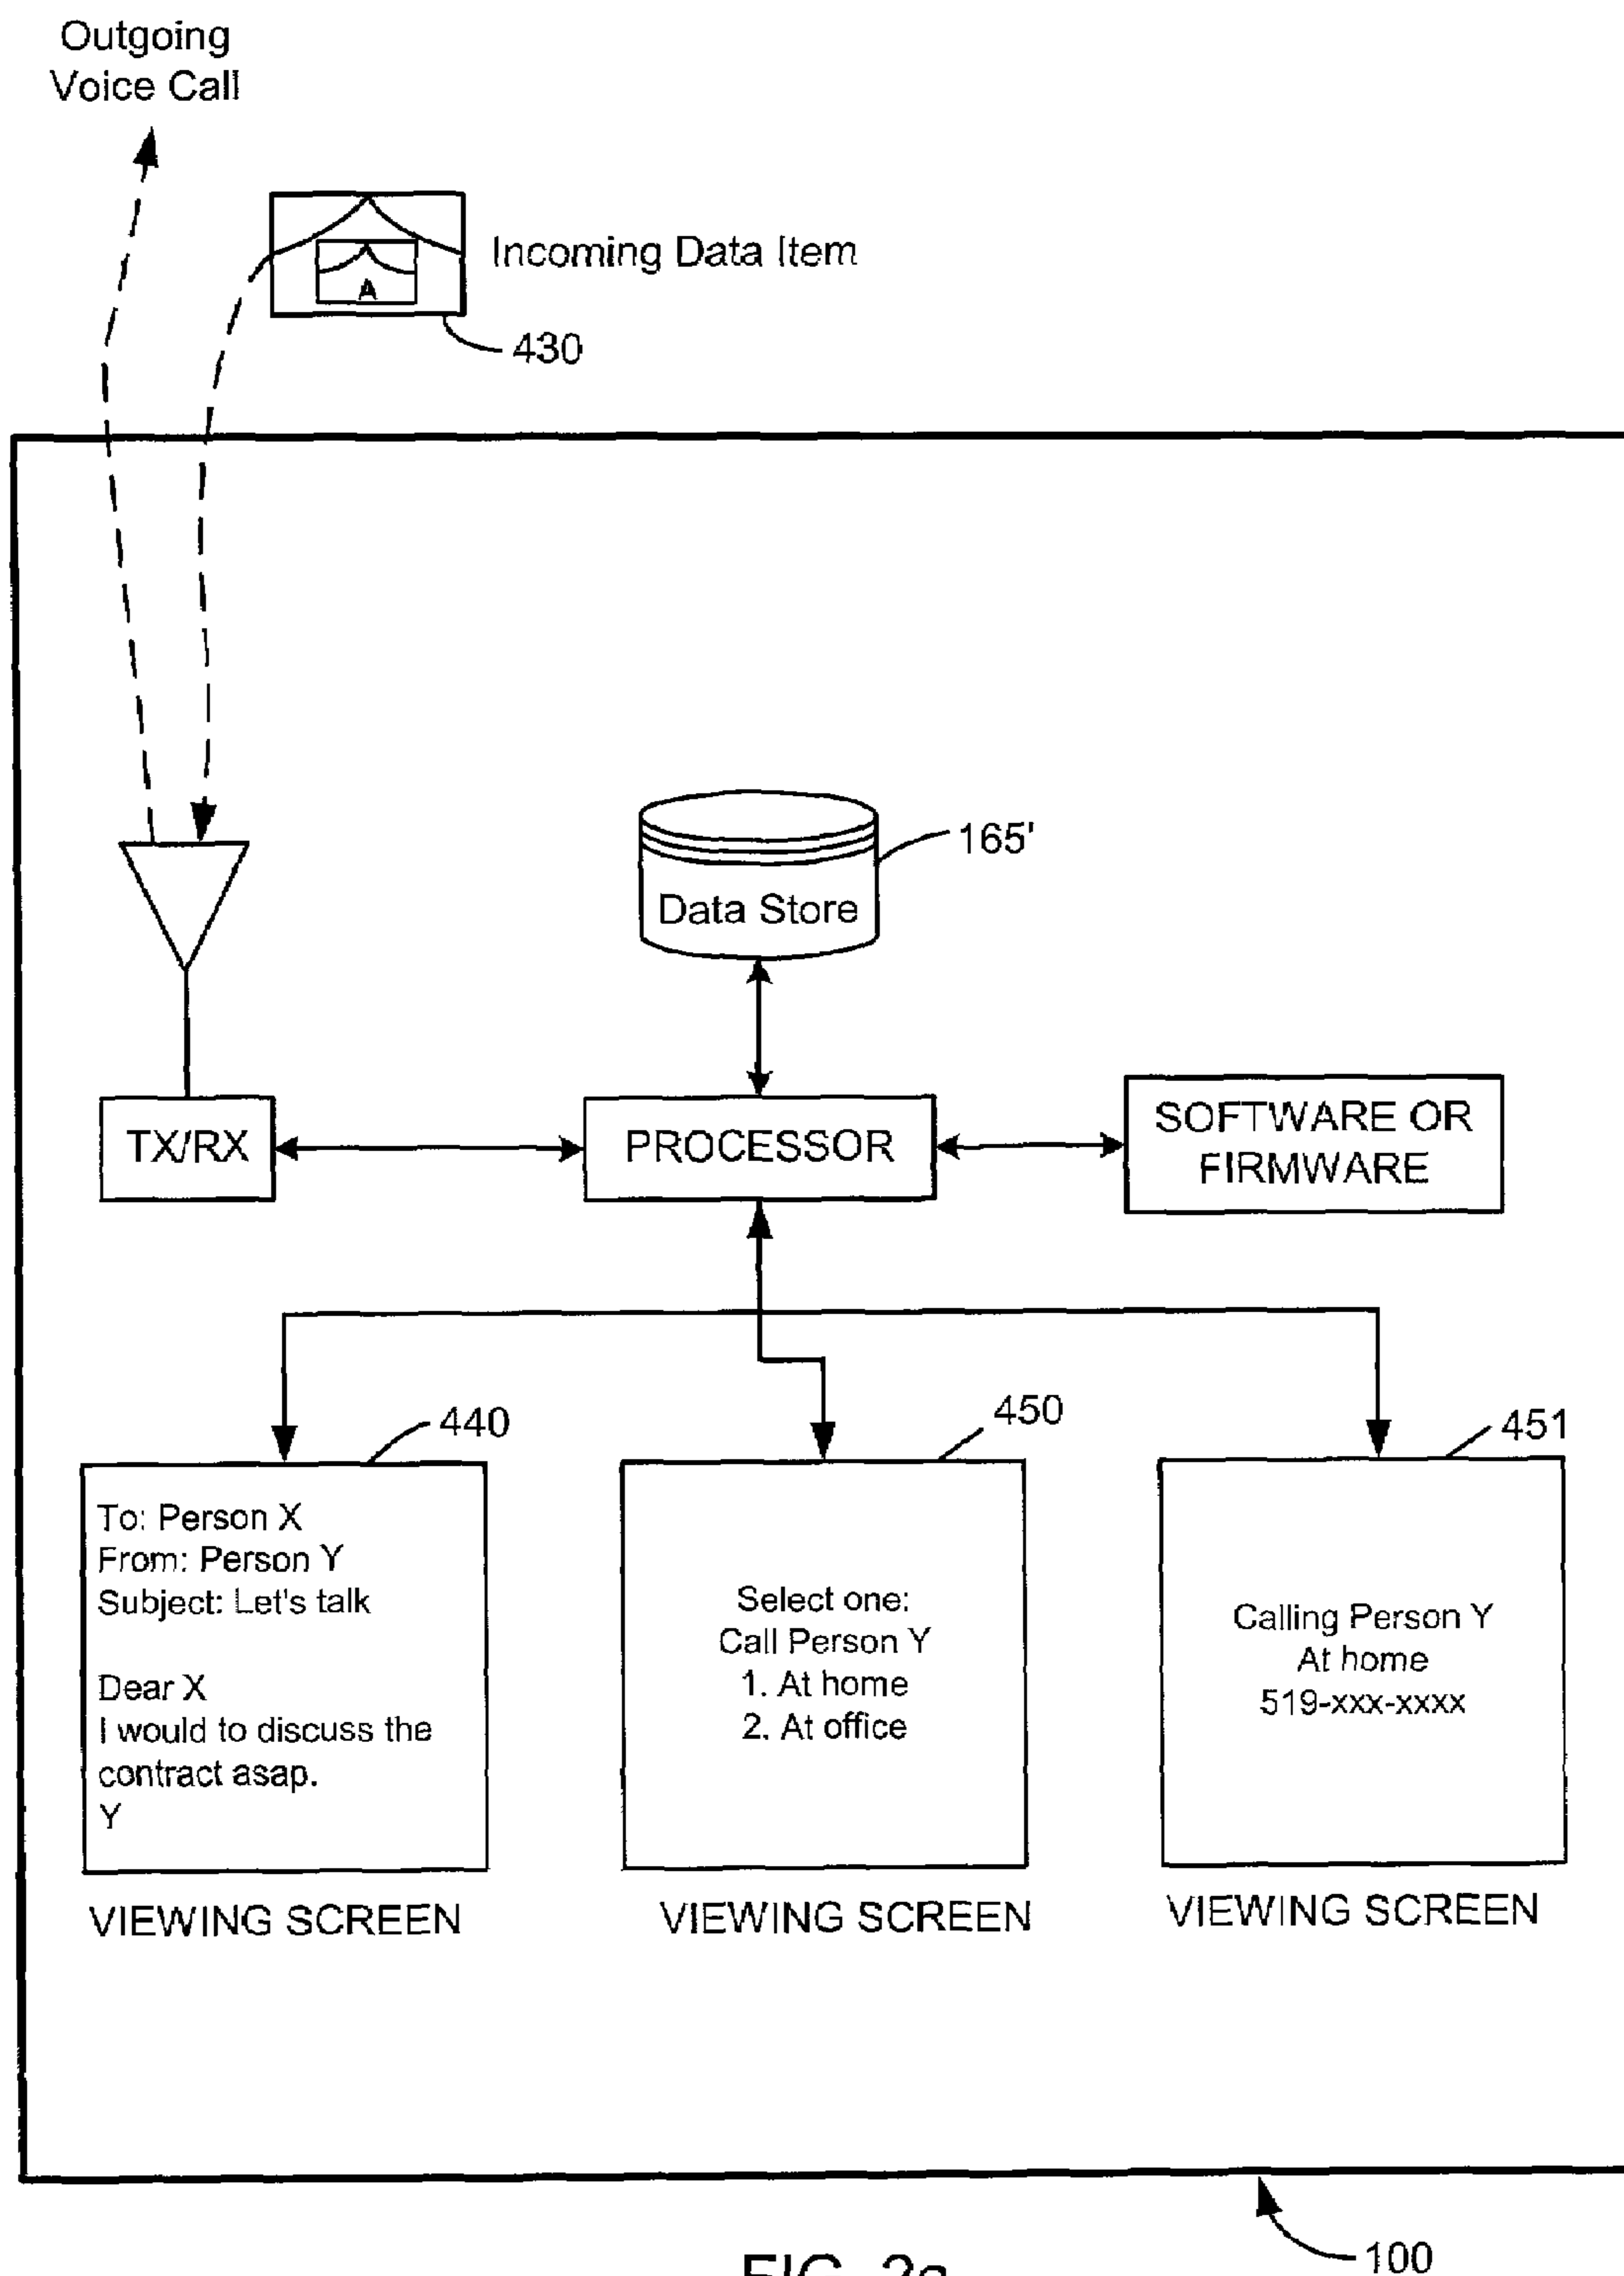 Outgoing
Voice Call
Incoming Data Item
A
430
165'
Data Store
TX/RX
PROCESSOR
SOFTWARE OR
FIRMWARE
440
450
451
To: Person X
From: Person Y
Subject: Let's talk
Dear X
I would to discuss the
contract asap.
Y
Select one:
Call Person Y
1. At home
2. At office
Calling Person Y
At home
519-xxx-xxxx
VIEWING SCREEN
VIEWING SCREEN
VIEWING SCREEN
100